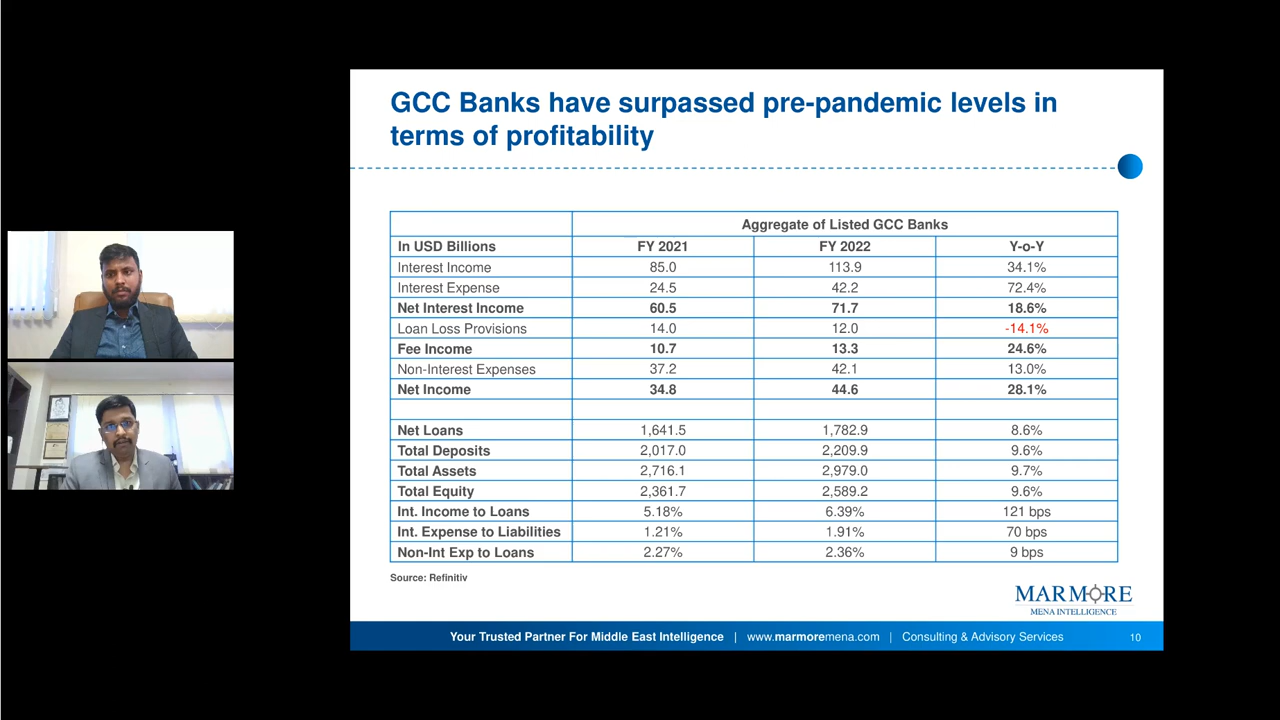 GCC Banks have surpassed pre-pandemic levels in
terms of profitability
Aggregate of Listed GCC Banks
In USD Billions FY 2021 FY 2022 Y-o-Y
Interest Income 85.0 113.9 34.1%
Interest Expense 24.5 42.2 72.4%
Net Interest Income 60.5 71.7 18.6%
Loan Loss Provisions 14.0 12.0 -14.1%
Fee Income 10.7 13.3 24.6%
Non-Interest Expenses 37.2 42.1 13.0%
Net Income 34.8 44.6 28.1%
Net Loans 1,641.5 1,782.9 8.6%
Total Deposits 2,017.0 2,209.9 9.6%
Total Assets 2,716.1 2,979.0 9.7%
Total Equity 2,361.7 2,589.2 9.6%
Int. Income to Loans 5.18% 6.39% 121 bps
Int. Expense to Liabilities 1.21% 1.91% 70 bps
Non-Int Exp to Loans 2.27% 2.36% 9 bps
Source: Refinitiv
MARMORE
MENA INTELLIGENCE
Your Trusted Partner For Middle East Intelligence | www.marmoremena.com | Consulting & Advisory Services 10